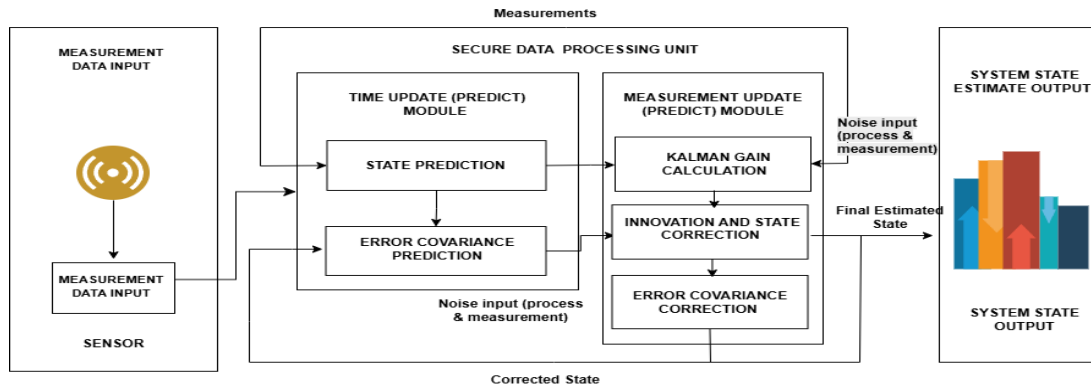 Measurements
MEASUREMENT
DATA INPUT
MEASUREMENT
DATA INPUT
SENSOR
SECURE DATA PROCESSING UNIT
TIME UPDATE (PREDICT)
MODULE
STATE PREDICTION
ERROR COVARIANCE
PREDICTION
Noise input (process
& measurement)
MEASUREMENT UPDATE
(PREDICT) MODULE
KALMAN GAIN
CALCULATION
INNOVATION AND STATE
CORRECTION
ERROR COVARIANCE
CORRECTION
Noise input
(process &
measurement)
Final Estimated
State
SYSTEM STATE
ESTIMATE OUTPUT
SYSTEM STATE
OUTPUT
Corrected State